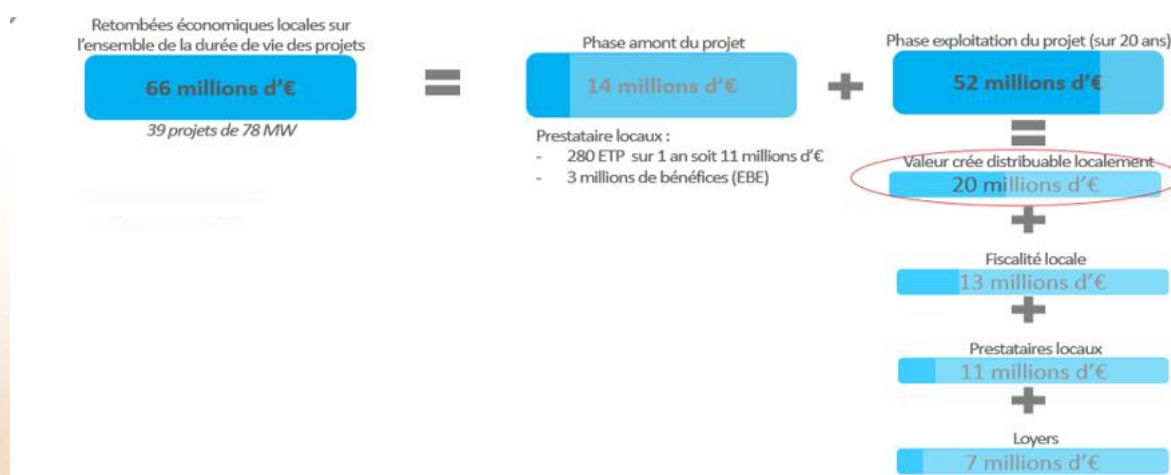 Retombées économiques locales sur
l'ensemble de la durée de vie des projets
66 millions d'€
39 projets de 78 MW
=
Phase amont du projet
14 millions d'€
Prestataire locaux :
- 280 ETP sur 1 an soit 11 millions d'€
- 3 millions de bénéfices (EBE)
+
Phase exploitation du projet (sur 20 ans)
52 millions d'€
=
Valeur crée distribuable localement
20 millions d'€
+
Fiscalité locale
13 millions d'€
+
Prestataires locaux
11 millions d'€
+
Loyers
7 millions d'€